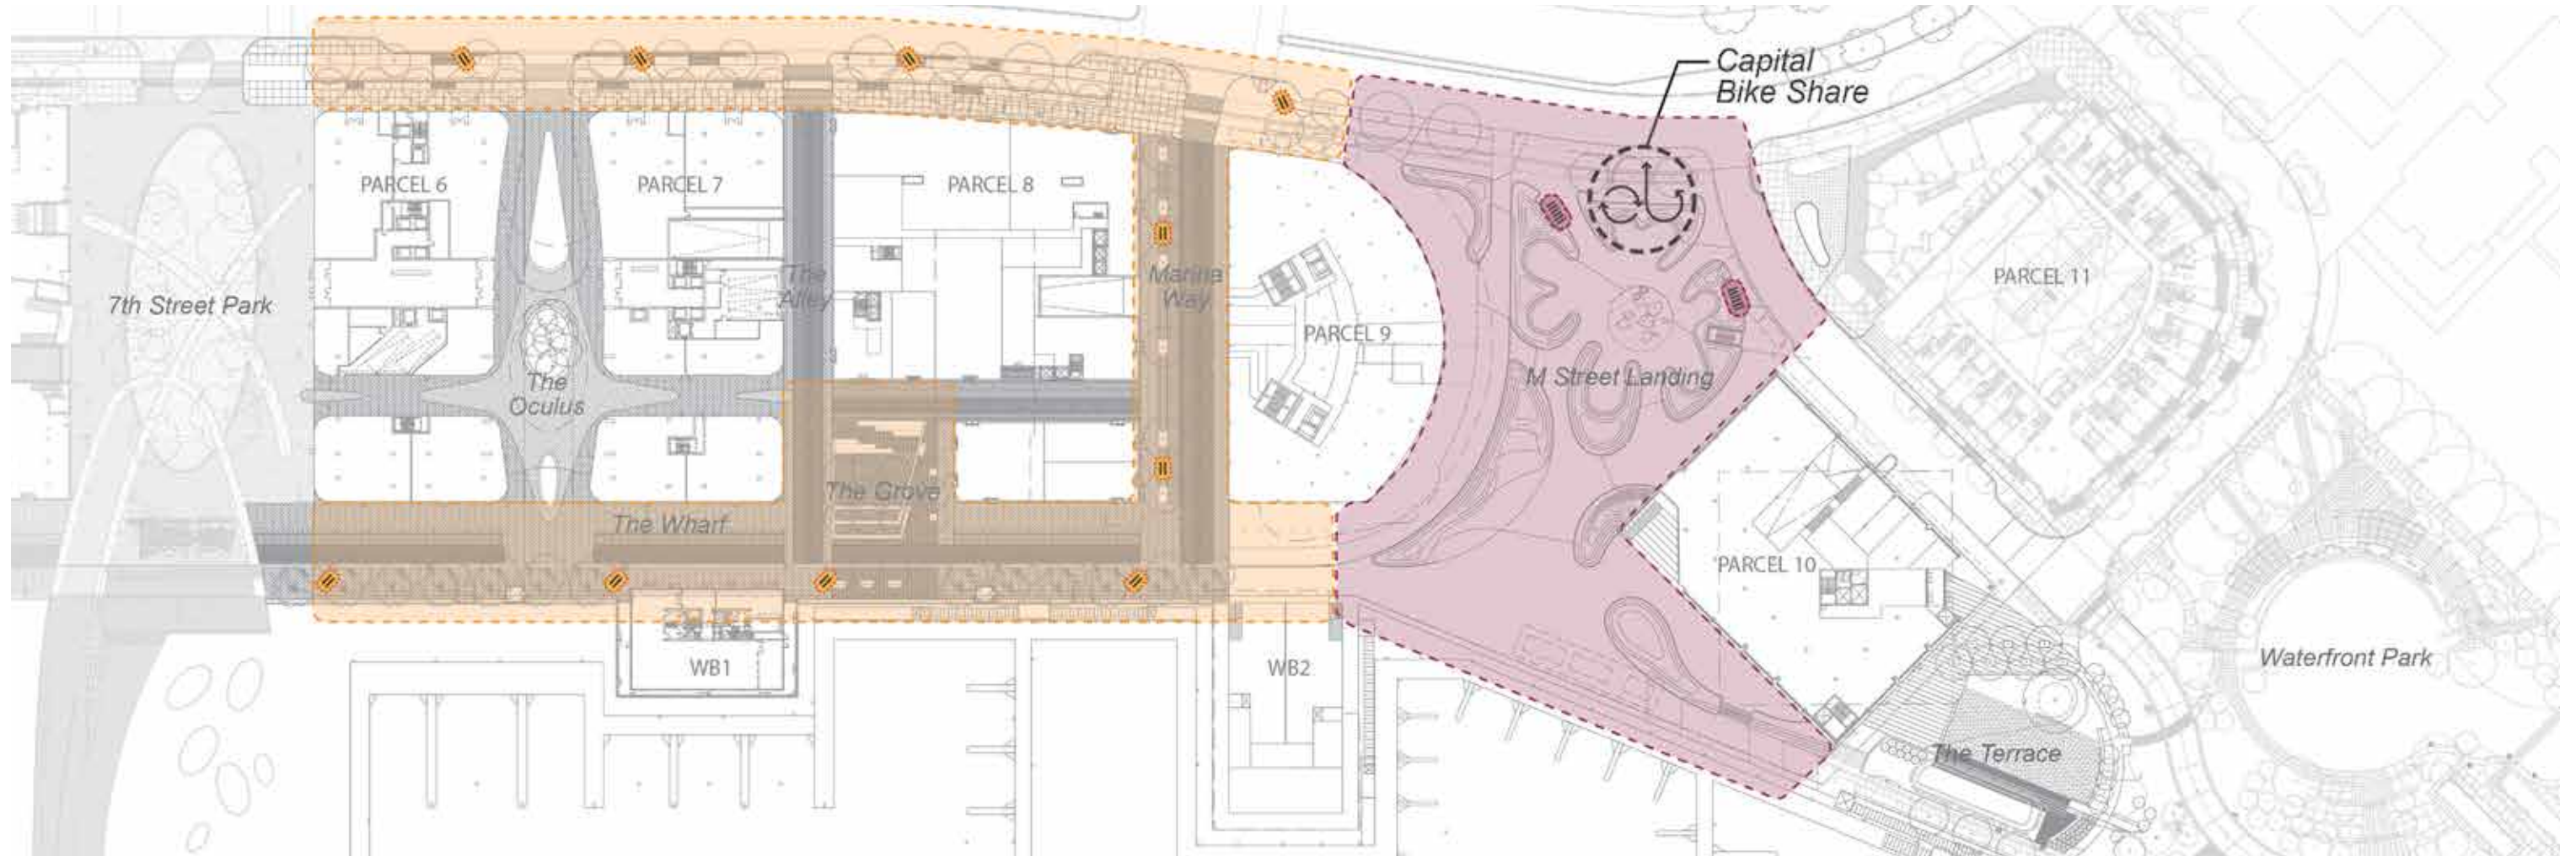 Capital
Bike Share
PARCEL 6
PARCEL 7
PARCEL 8
7th Street Park
The
Alley
Marina
Way
PARCEL 11
PARCEL 9
The
Oculus
M Street Landing
The Grove
The Wharf
PARCEL 10
WB1
WB2
Waterfront Park
The Terrace